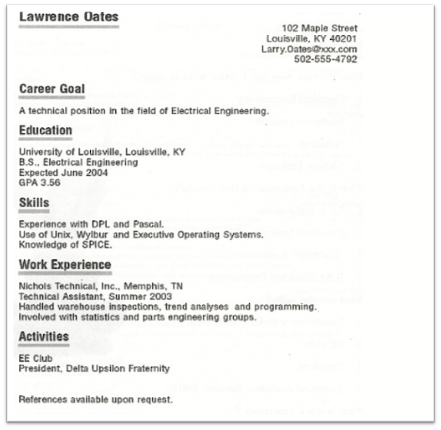 Lawrence Oates
102 Maple Street
Louisville, KY 40201
Larry.Oates@xxx.com
502-555-4792
Career Goal
A technical position in the field of Electrical Engineering.
Education
University of Louisville, Louisville, KY
B.S., Electrical Engineering
Expected June 2004
GPA 3.56
Skills
Experience with DPL and Pascal.
Use of Unix, Wylbur and Executive Operating Systems.
Knowledge of SPICE.
Work Experience
Nichols Technical, Inc., Memphis, TN
Technical Assistant, Summer 2003
Handled warehouse inspections, trend analyses and programming.
Involved with statistics and parts engineering groups.
Activities
EE Club
President, Delta Upsilon Fraternity
References available upon request.